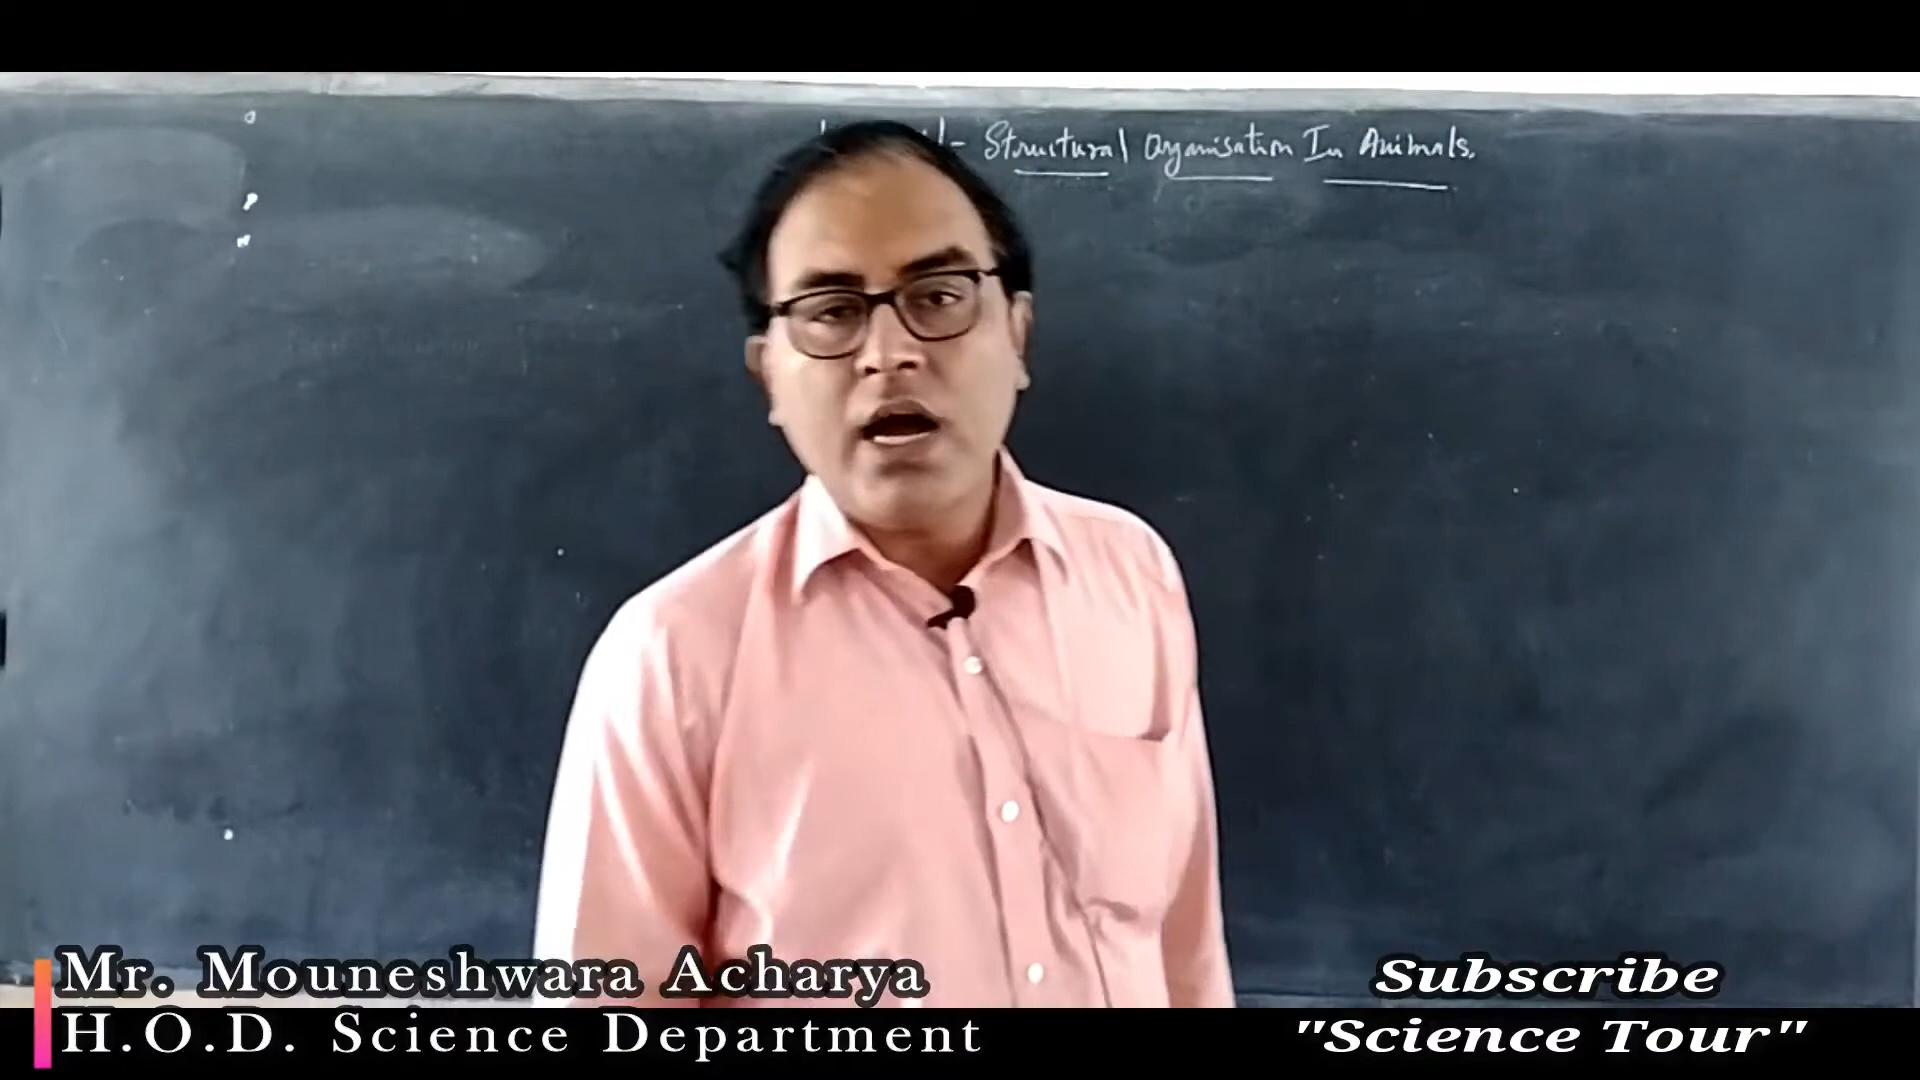 - Structural Organisation In Animals.
Mr. Mouneshwara Acharya
H.O.D. Science Department
Subscribe
"Science Tour"